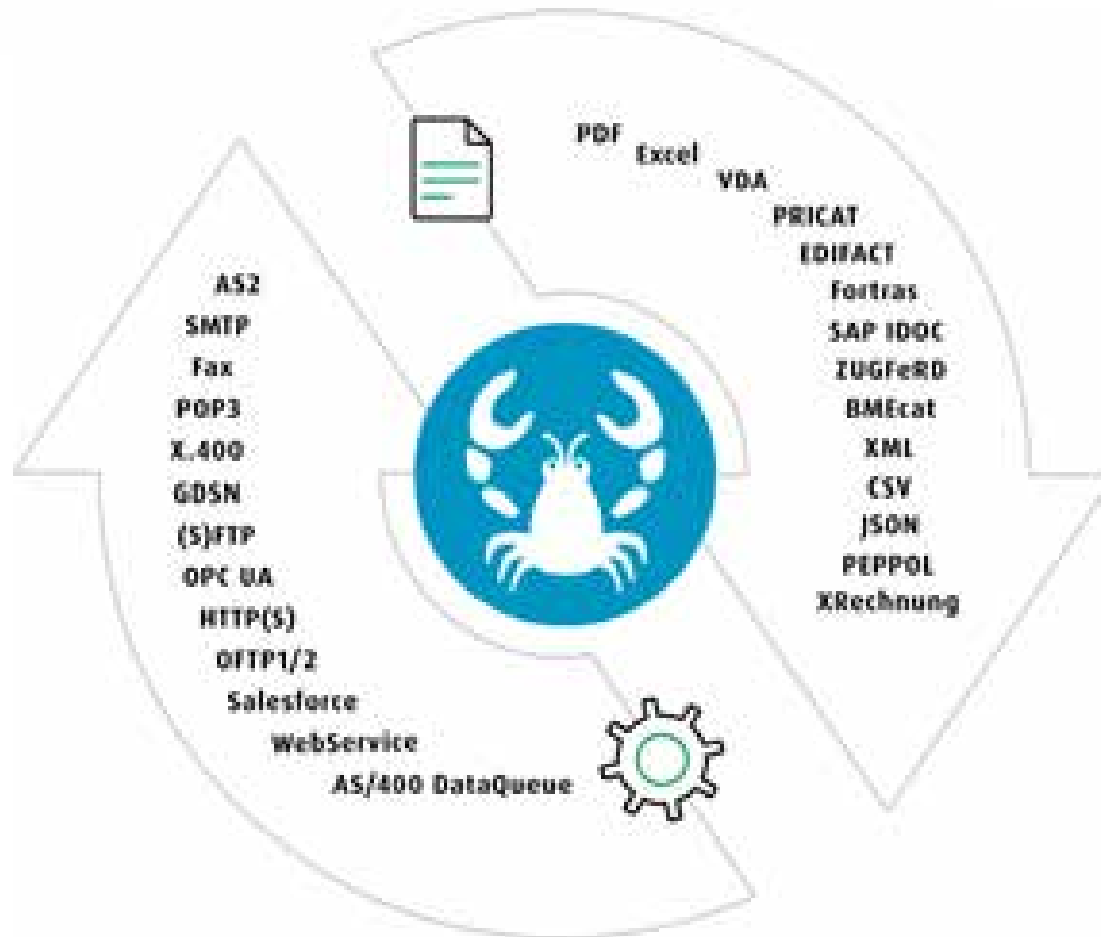 PDF
Excel
VDA
PRICAT
EDIFACT
Fortras
SAP IDOC
ZUGFeRD
BMEcat
XML
CSV
JSON
PEPPOL
XRechnung
AS2
SMTP
Fax
POP3
X.400
GDSN
(S)FTP
OPC UA
HTTP(S)
OFTP1/2
Salesforce
WebService
AS/400 DataQueue